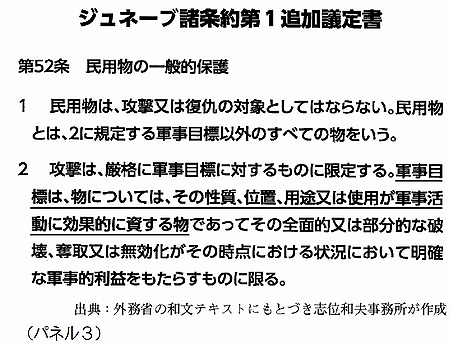 ジュネーブ諸条約第1追加議定書
第52条　民用物の一般的保護
1　民用物は、攻撃又は復仇の対象としてはならない。民用物
とは、2に規定する軍事目標以外のすべての物をいう。
2　攻撃は、厳格に軍事目標に対するものに限定する。軍事目
標は、物については、その性質、位置、用途又は使用が軍事活
動に効果的に資する物であってその全面的又は部分的な破
壊、奪取又は無効化がその時点における状況において明確
な軍事的利益をもたらすものに限る。
出典：外務省の和文テキストにもとづき志位和夫事務所が作成
（パネル３）